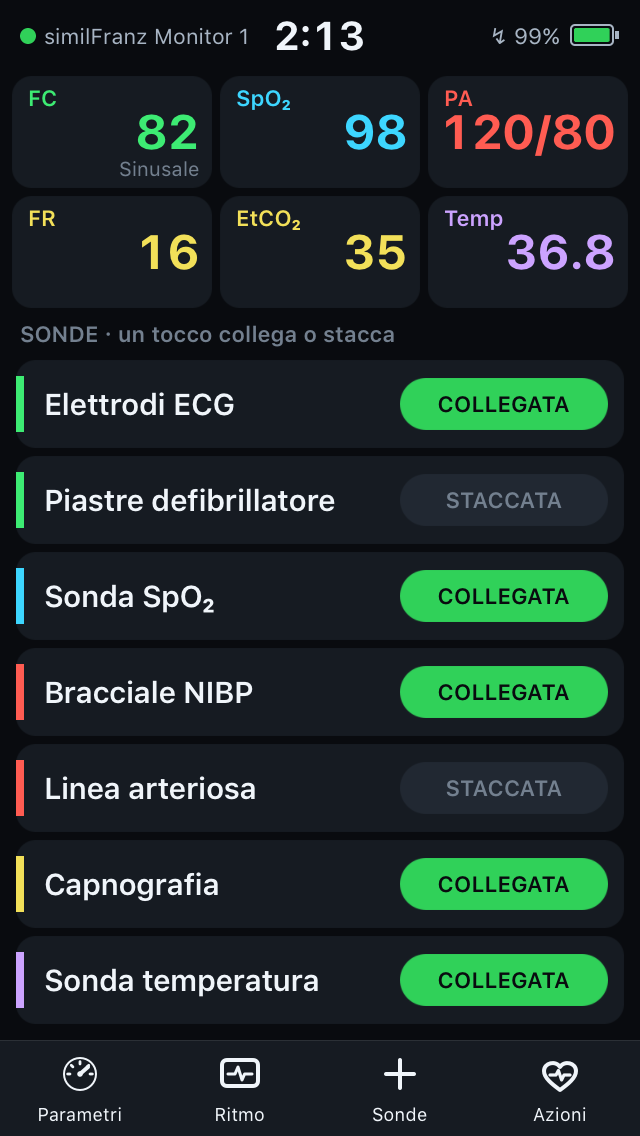 similFranz Monitor 1 2:13 ↯ 99%
FC
82
Sinusale
SpO₂
98
PA
120/80
FR
16
EtCO₂
35
Temp
36.8
SONDE · un tocco collega o stacca
Elettrodi ECG COLLEGATA
Piastre defibrillatore STACCATA
Sonda SpO₂ COLLEGATA
Bracciale NIBP COLLEGATA
Linea arteriosa STACCATA
Capnografia COLLEGATA
Sonda temperatura COLLEGATA
Parametri Ritmo Sonde Azioni